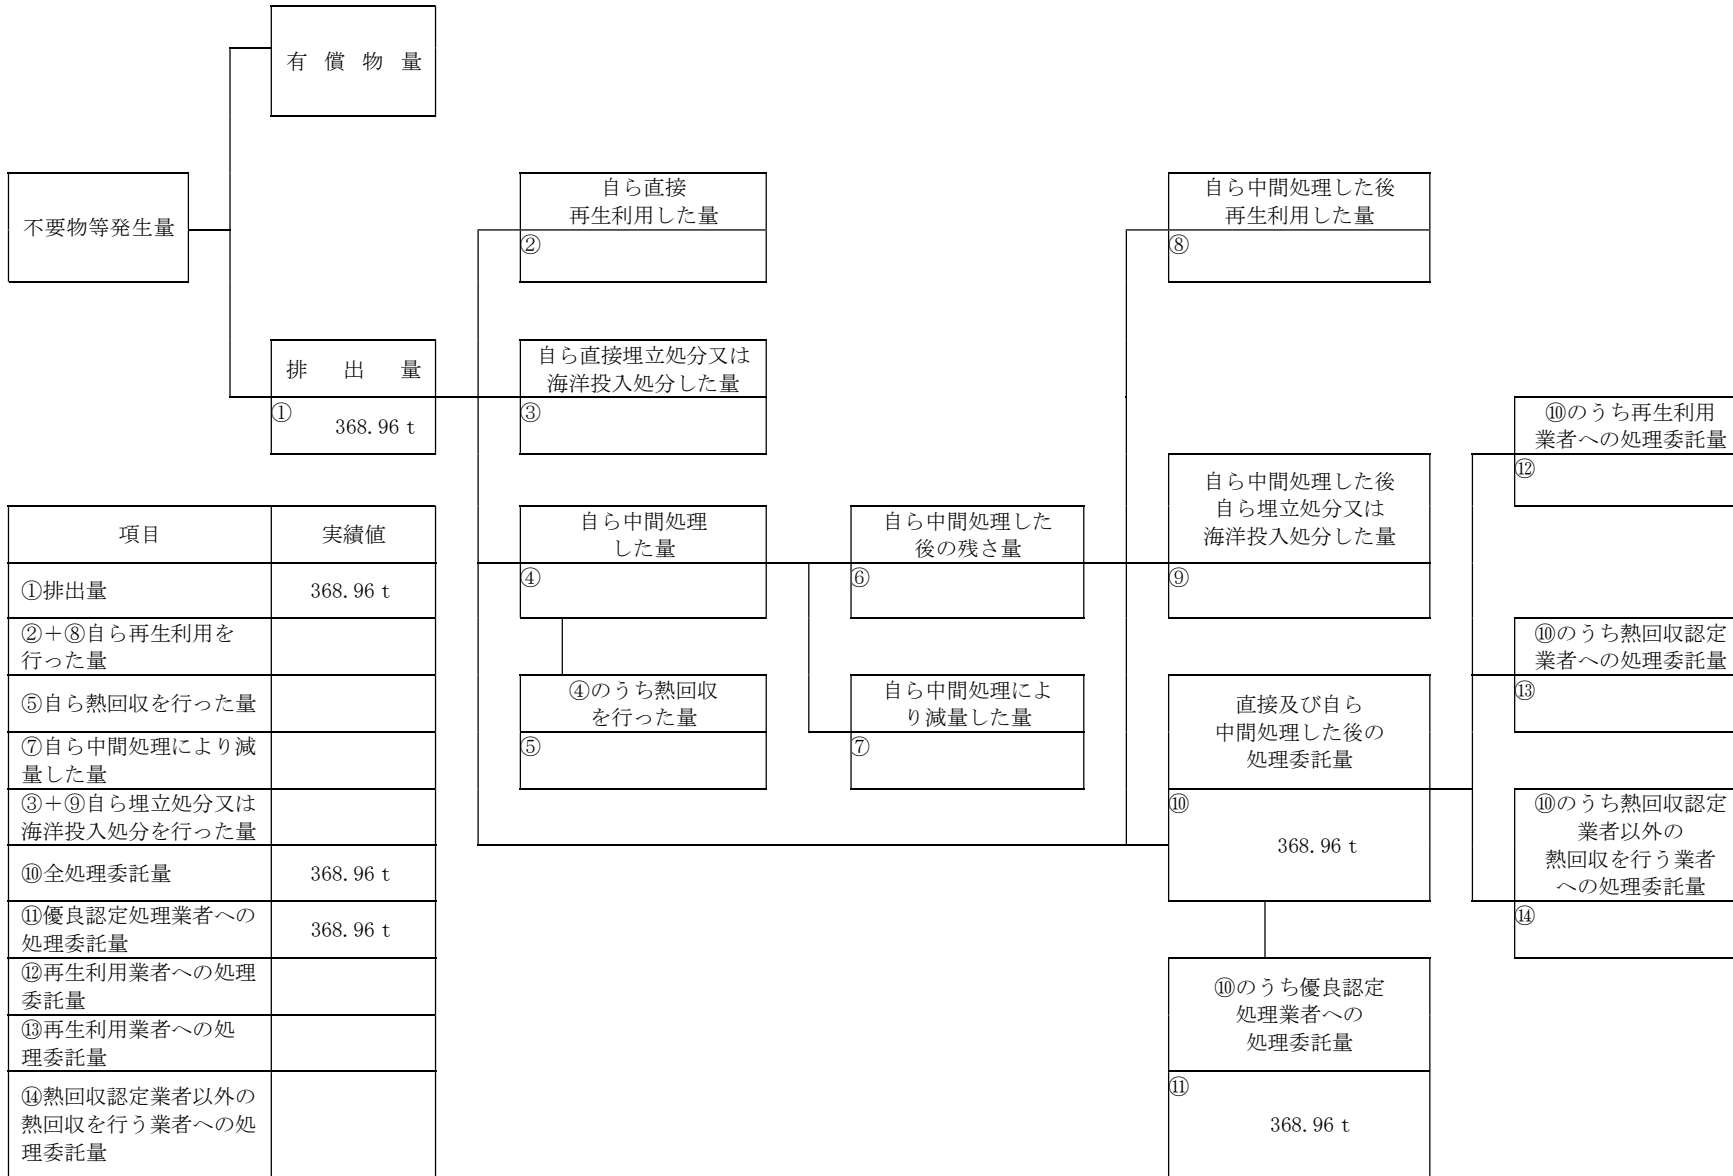 有 償 物 量
不要物等発生量
自ら直接
再生利用した量
②
自ら中間処理した後
再生利用した量
⑧
排 出 量
① 368.96 t
自ら直接埋立処分又は
海洋投入処分した量
③
⑩のうち再生利用
業者への処理委託量
⑫
自ら中間処理した後
自ら埋立処分又は
海洋投入処分した量
⑨
自ら中間処理
した量
④
自ら中間処理した
後の残さ量
⑥
⑩のうち熱回収認定
業者への処理委託量
⑬
④のうち熱回収
を行った量
⑤
自ら中間処理によ
り減量した量
⑦
直接及び自ら
中間処理した後の
処理委託量
⑩
368.96 t
⑩のうち熱回収認定
業者以外の
熱回収を行う業者
への処理委託量
⑭
⑩のうち優良認定
処理業者への
処理委託量
⑪
368.96 t
項目 実績値
①排出量 368.96 t
②+⑧自ら再生利用を
行った量
⑤自ら熱回収を行った量
⑦自ら中間処理により減
量した量
③+⑨自ら埋立処分又は
海洋投入処分を行った量
⑩全処理委託量 368.96 t
⑪優良認定処理業者への
処理委託量 368.96 t
⑫再生利用業者への処理
委託量
⑬再生利用業者への処
理委託量
⑭熱回収認定業者以外の
熱回収を行う業者への処
理委託量